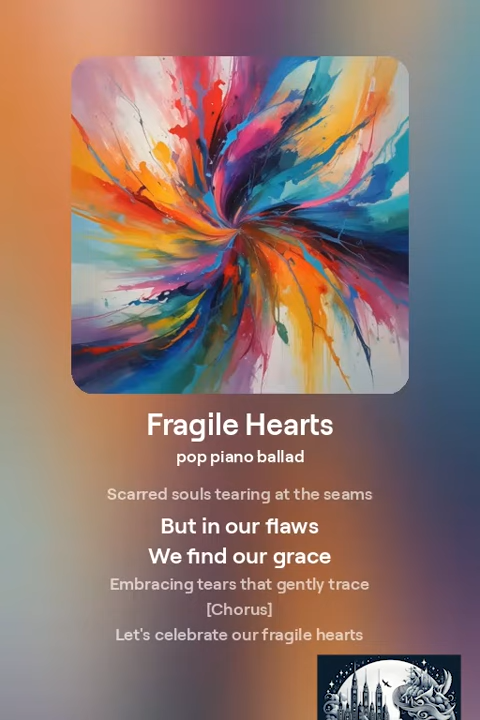 Fragile Hearts
pop piano ballad
Scarred souls tearing at the seams
But in our flaws
We find our grace
Embracing tears that gently trace
[Chorus]
Let's celebrate our fragile hearts